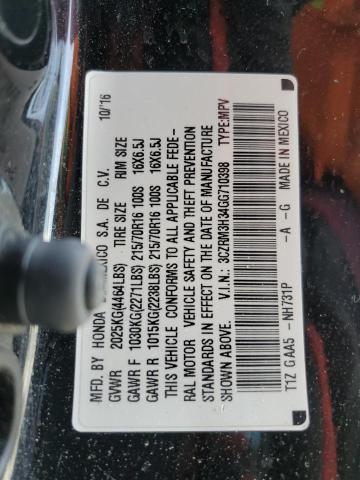 MFD. BY HONDA MEXICO S.A. DE C.V. 10/16
GVWR 2025KG(4464LBS) TIRE SIZE RIM SIZE
GAWR F 1030KG(2271LBS) 215/70R16 100S 16X6.5J
GAWR R 1015KG(2238LBS) 215/70R16 100S 16X6.5J
THIS VEHICLE CONFORMS TO ALL APPLICABLE FEDE-
RAL MOTOR VEHICLE SAFETY AND THEFT PREVENTION
STANDARDS IN EFFECT ON THE DATE OF MANUFACTURE
SHOWN ABOVE. V.I.N.: 3CZRM3H34GG710398 TYPE:MPV
T1Z GAA5 -NH731P -A -G MADE IN MEXICO